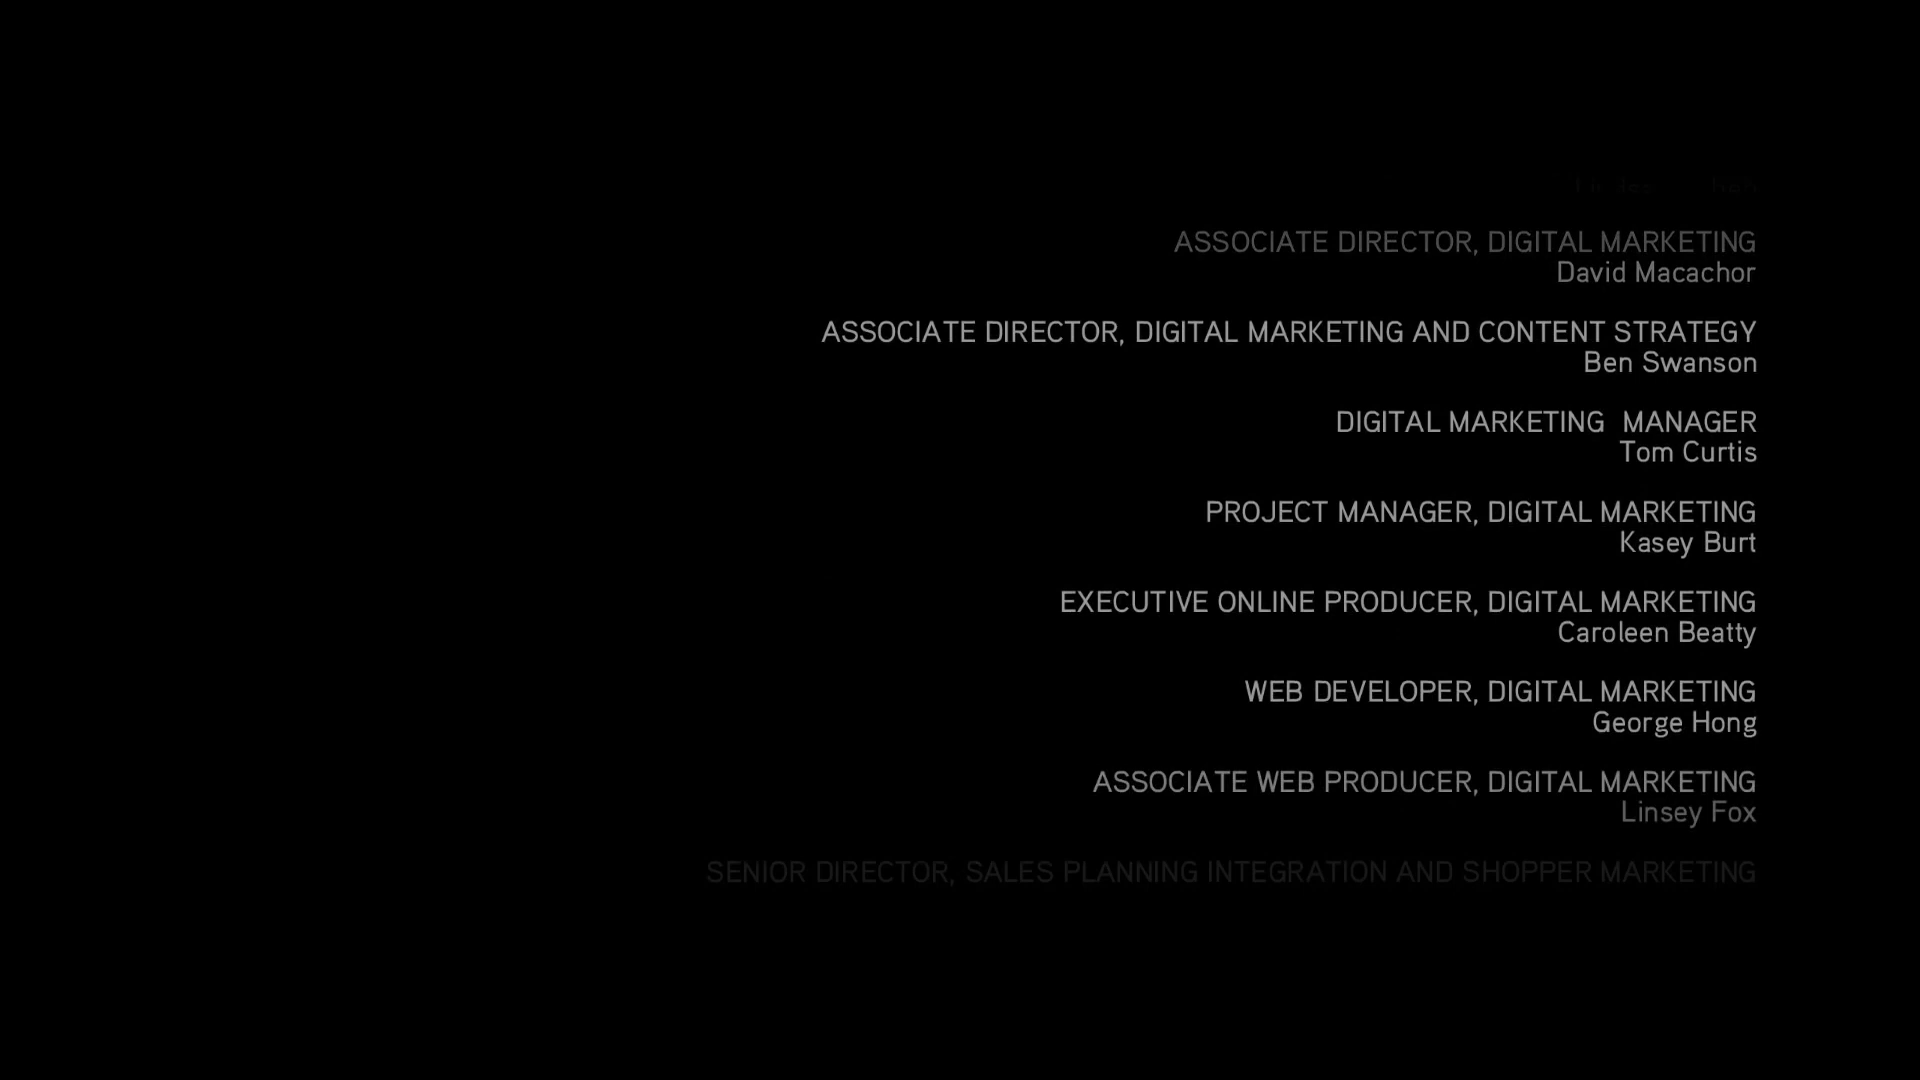 ASSOCIATE DIRECTOR, DIGITAL MARKETING
David Macachor
ASSOCIATE DIRECTOR, DIGITAL MARKETING AND CONTENT STRATEGY
Ben Swanson
DIGITAL MARKETING  MANAGER
Tom Curtis
PROJECT MANAGER, DIGITAL MARKETING
Kasey Burt
EXECUTIVE ONLINE PRODUCER, DIGITAL MARKETING
Caroleen Beatty
WEB DEVELOPER, DIGITAL MARKETING
George Hong
ASSOCIATE WEB PRODUCER, DIGITAL MARKETING
Linsey Fox
SENIOR DIRECTOR, SALES PLANNING INTEGRATION AND SHOPPER MARKETING